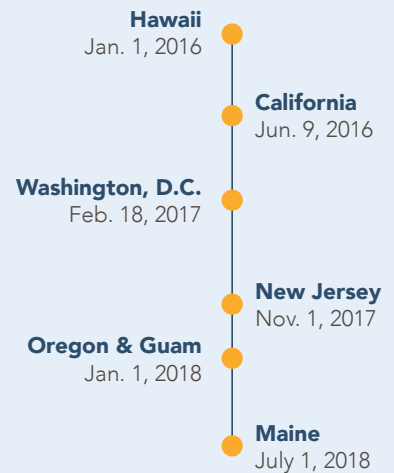 Hawaii
Jan. 1, 2016
California
Jun. 9, 2016
Washington, D.C.
Feb. 18, 2017
New Jersey
Nov. 1, 2017
Oregon & Guam
Jan. 1, 2018
Maine
July 1, 2018